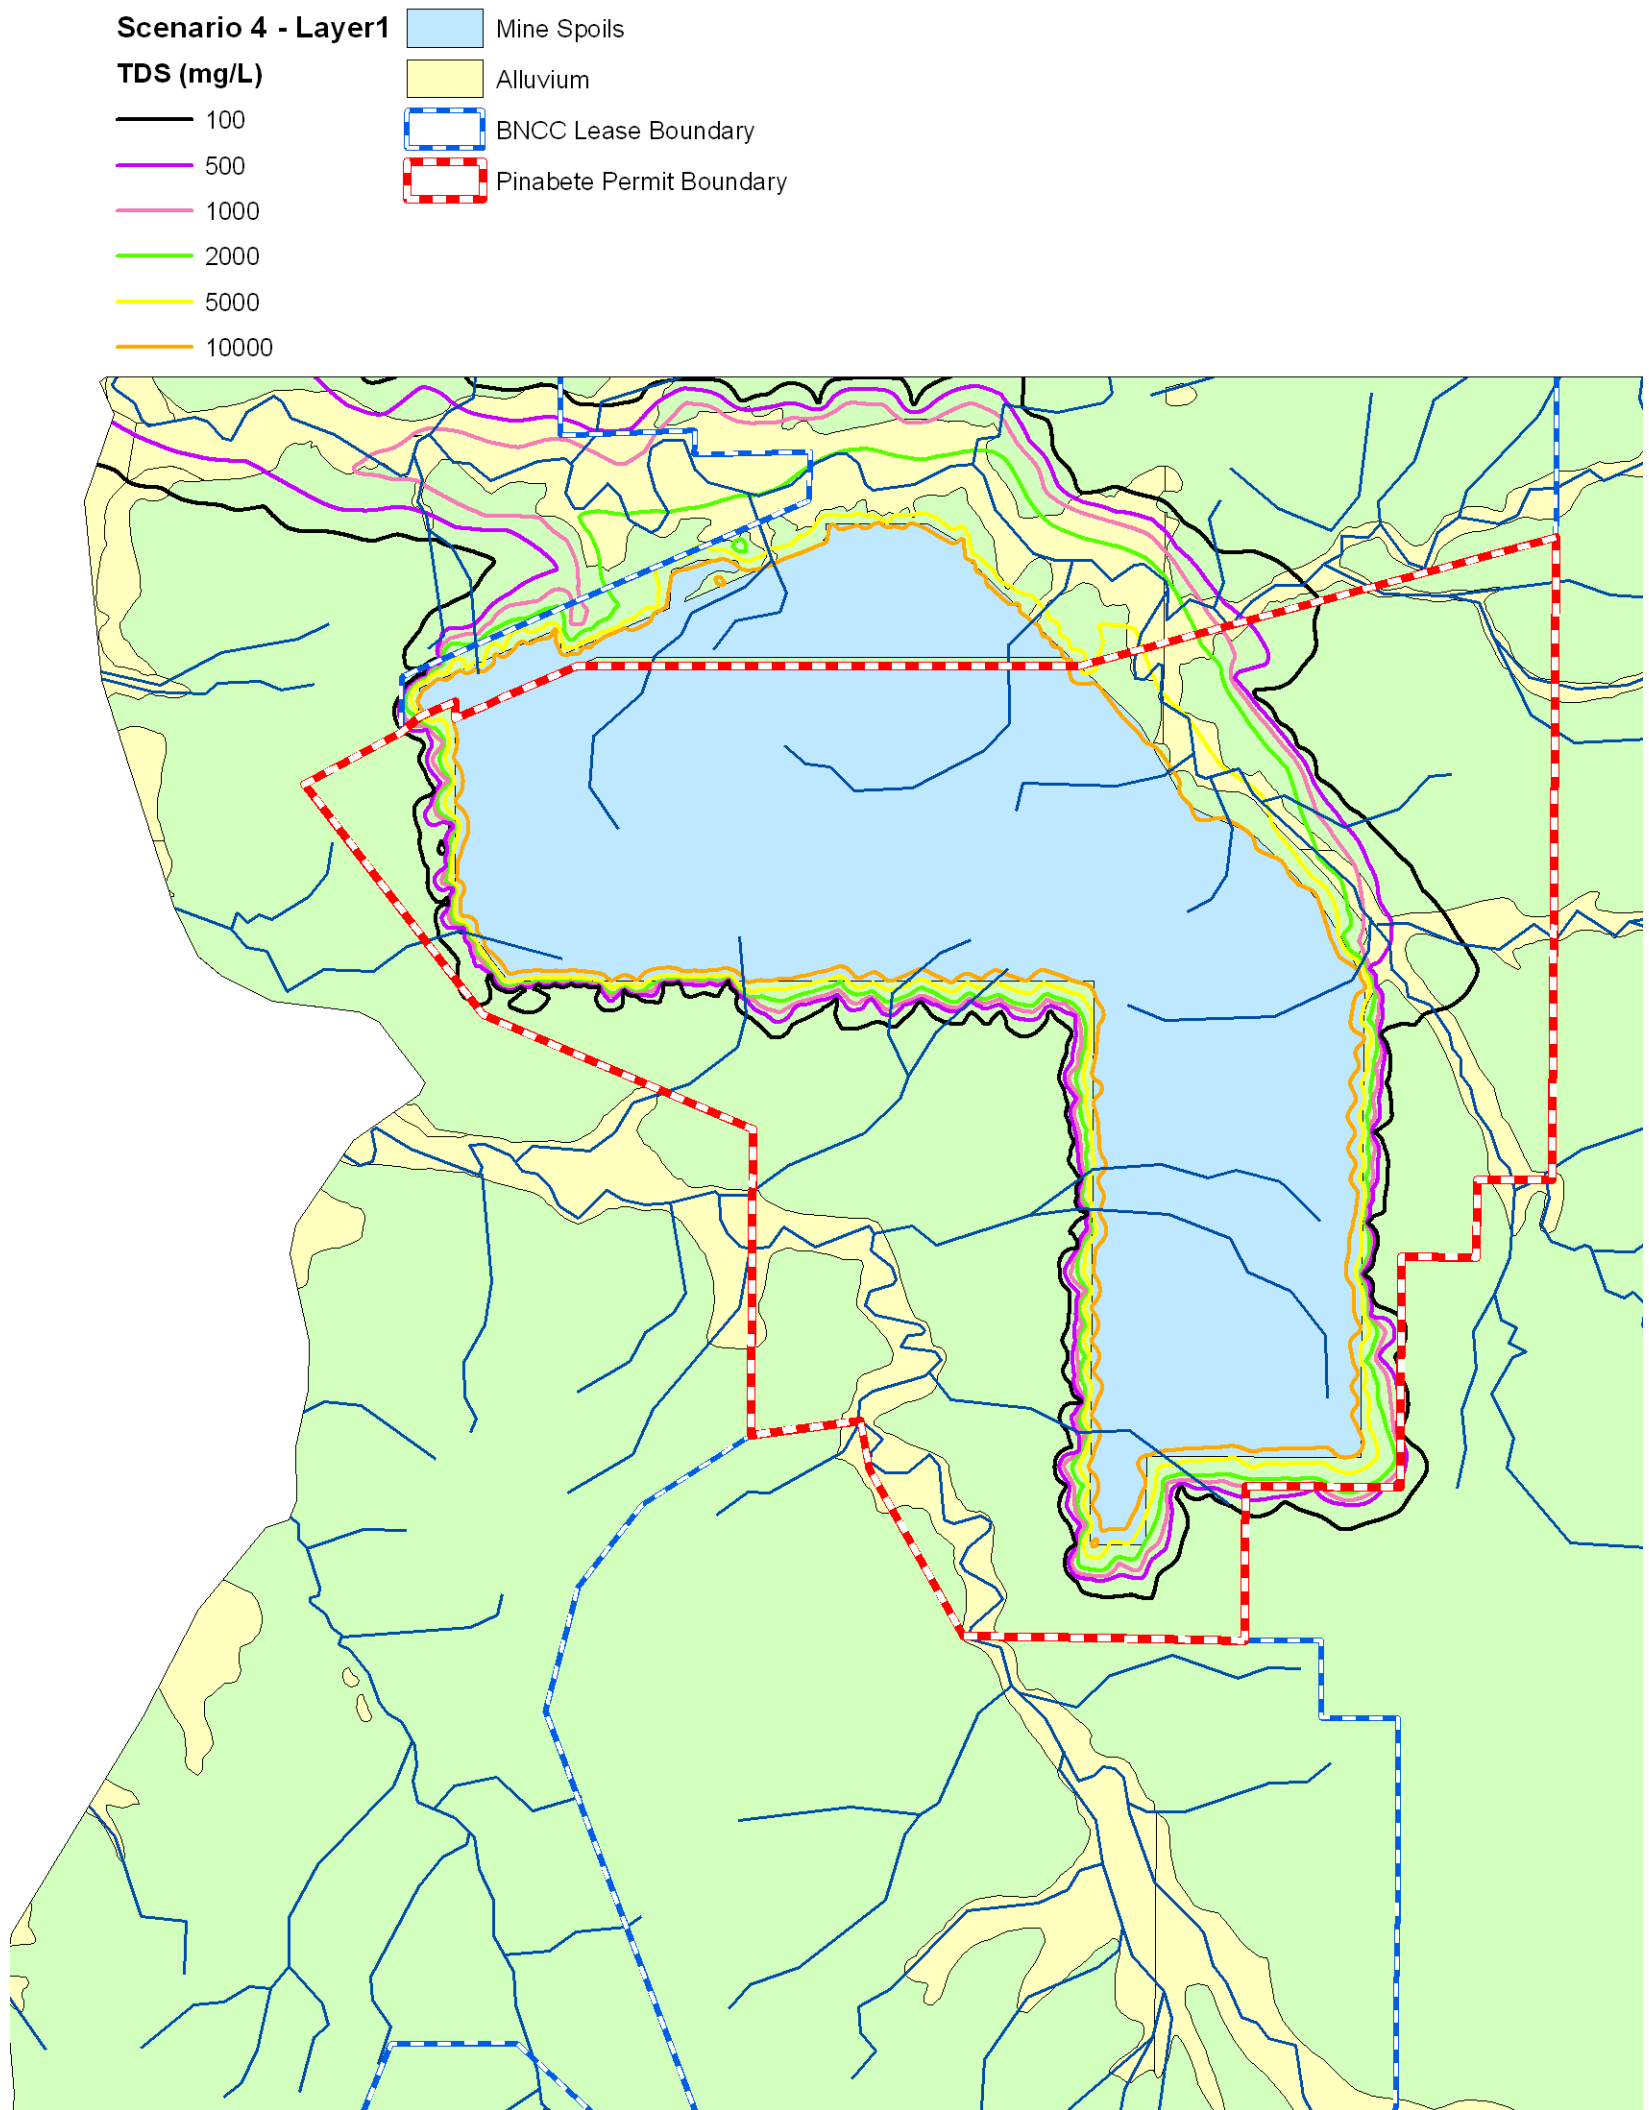 Scenario 4 - Layer1
TDS (mg/L)
100
500
1000
2000
5000
10000
Mine Spoils
Alluvium
BNCC Lease Boundary
Pinabete Permit Boundary